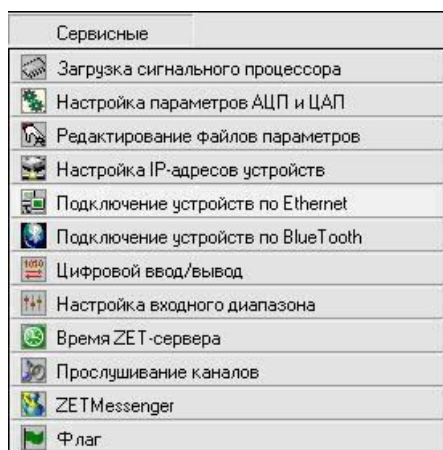 Сервисные
Загрузка сигнального процессора
Настройка параметров АЦП и ЦАП
Редактирование файлов параметров
Настройка IP-адресов устройств
Подключение устройств по Ethernet
Подключение устройств по BlueTooth
1010
Цифровой ввод/вывод
Настройка входного диапазона
Время ZET-сервера
Прослушивание каналов
ZETMessenger
Флаг